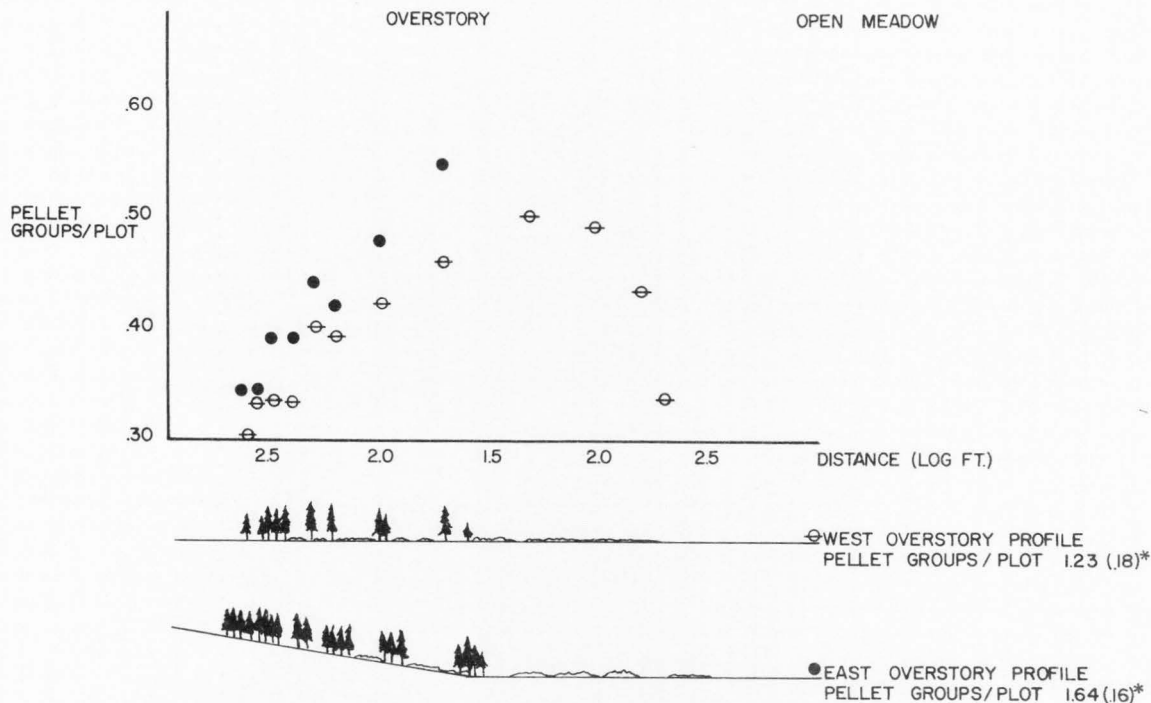 OVERSTORY OPEN MEADOW
.60
PELLET GROUPS/PLOT
.50
.40
.30
2.5 2.0 1.5 2.0 2.5 DISTANCE (LOG FT.)
WEST OVERSTORY PROFILE
PELLET GROUPS/PLOT 1.23 (.18)*
EAST OVERSTORY PROFILE
PELLET GROUPS/PLOT 1.64 (.16)*